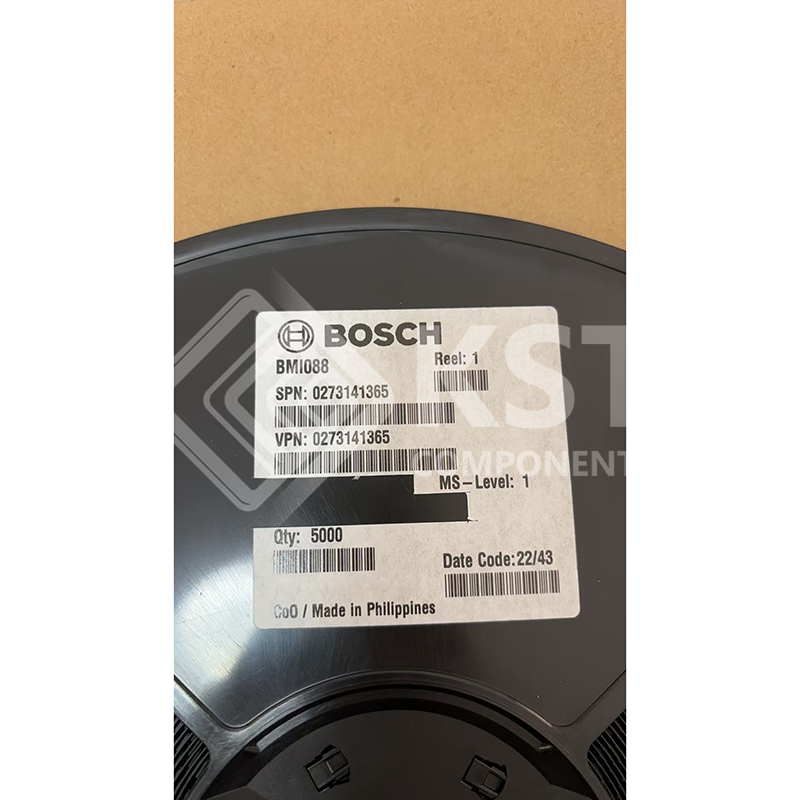 BOSCH
BMI088
Reel: 1
SPN: 0273141365
VPN: 0273141365
MS-Level: 1
Qty: 5000
Date Code:22/43
CoO / Made in Philippines
KST
COMPONENT